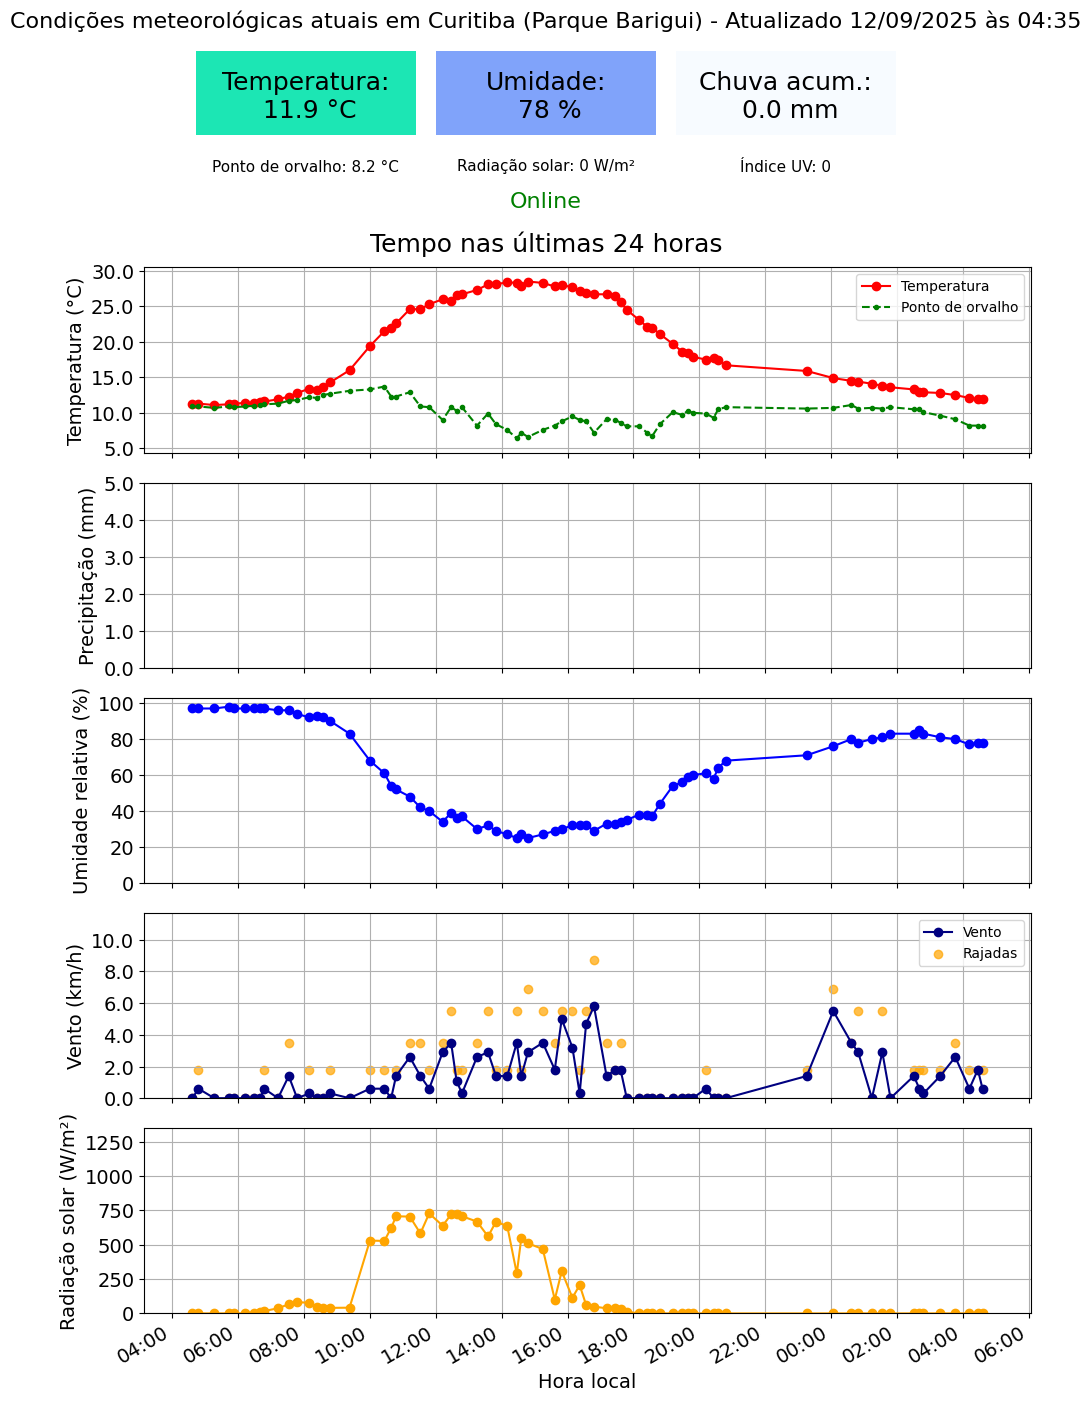 Condições meteorológicas atuais em Curitiba (Parque Barigui) - Atualizado 12/09/2025 às 04:35
Temperatura:
11.9 °C
Umidade:
78 %
Chuva acum.:
0.0 mm
Ponto de orvalho: 8.2 °C
Radiação solar: 0 W/m²
Índice UV: 0
Online
Tempo nas últimas 24 horas
Temperatura (°C)
30.0
25.0
20.0
15.0
10.0
5.0
Temperatura
Ponto de orvalho
Precipitação (mm)
5.0
4.0
3.0
2.0
1.0
0.0
Umidade relativa (%)
100
80
60
40
20
0
Vento (km/h)
10.0
8.0
6.0
4.0
2.0
0.0
Vento
Rajadas
Radiação solar (W/m²)
1250
1000
750
500
250
0
04:00
06:00
08:00
10:00
12:00
14:00
16:00
18:00
20:00
22:00
00:00
02:00
04:00
06:00
Hora local